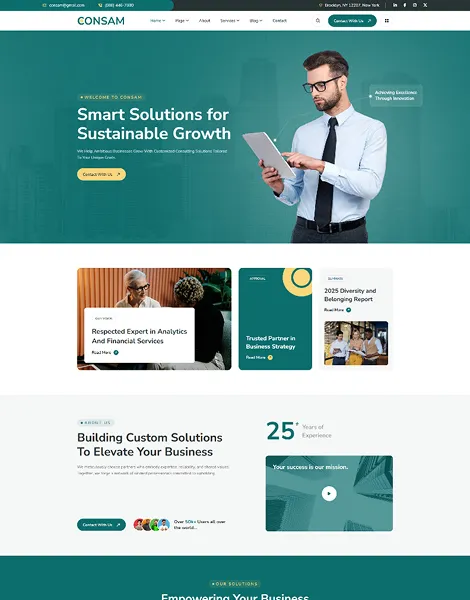 consam@gmail.com
(098) 446-7980
Brooklyn, NY 12207, New York
CONSAM
Home Page About Services Blog Contact
Contact With Us
WELCOME TO CONSAM
Smart Solutions for
Sustainable Growth
We Help Ambitious Businesses Grow With Customized Consulting Solutions Tailored
To Your Unique Goals.
Contact With Us
Achieving Excellence
Through Innovation
Respected Expert in Analytics
And Financial Services
Read More
Trusted Partner in
Business Strategy
Read More
2025 Diversity and
Belonging Report
Read More
ABOUT US
Building Custom Solutions
To Elevate Your Business
Contact With Us
Over 50k+ Users all over
the world...
25+
Years of
Experience
Your success is our mission.
OUR SOLUTIONS
Empowering Your Business